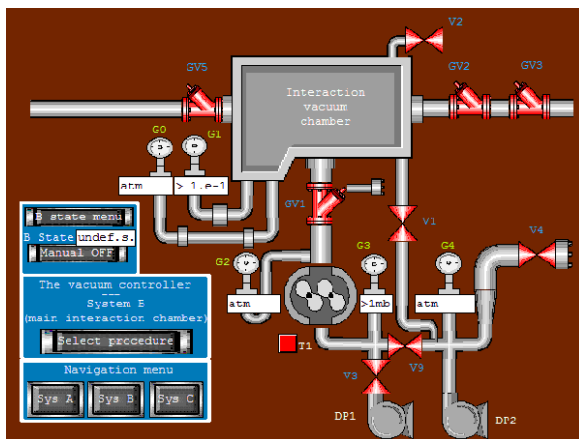 V2
GV5
GV2
GV3
Interaction
vacuum
chamber
G0
G1
atm
> 1.e-1
GV1
V1
V4
B state menu
B State undef.s.
Manual OFF
G2
G3
G4
atm
>1mb
atm
The vacuum controller
---
System B
(main interaction chamber)
Select procedure
T1
V3
V9
Navigation menu
Sys A
Sys B
Sys C
DP1
DP2